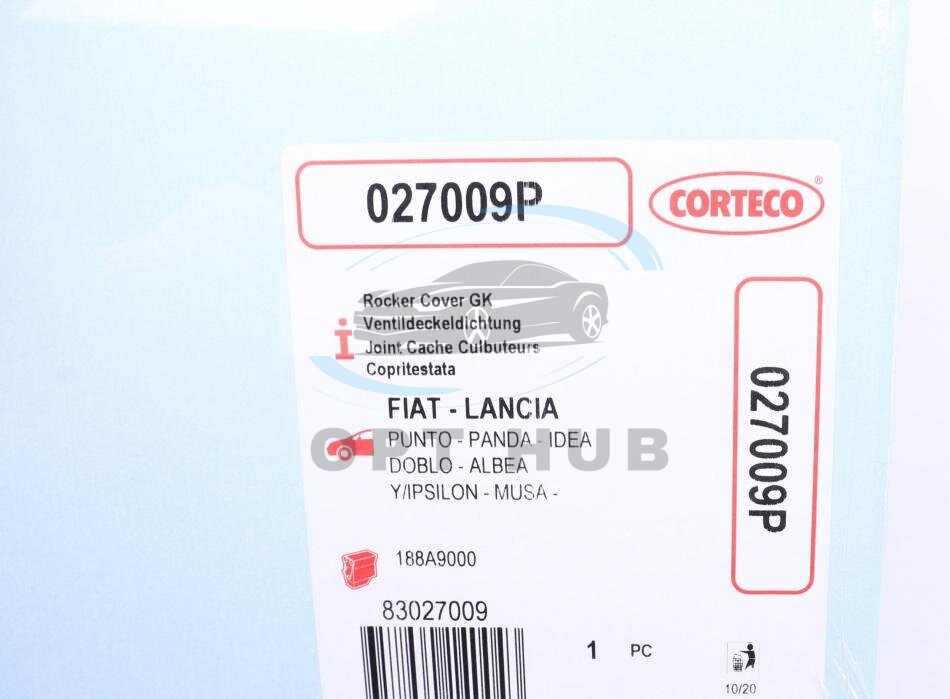 027009P
CORTECO®
Rocker Cover GK
Ventildeckeldichtung
Joint Cache Culbuteurs
Copritestata
FIAT - LANCIA
PUNTO - PANDA - IDEA
DOBLO - ALBEA
Y/IPSILON - MUSA -
OPT HUB
027009P
188A9000
83027009
1 PC
10/20